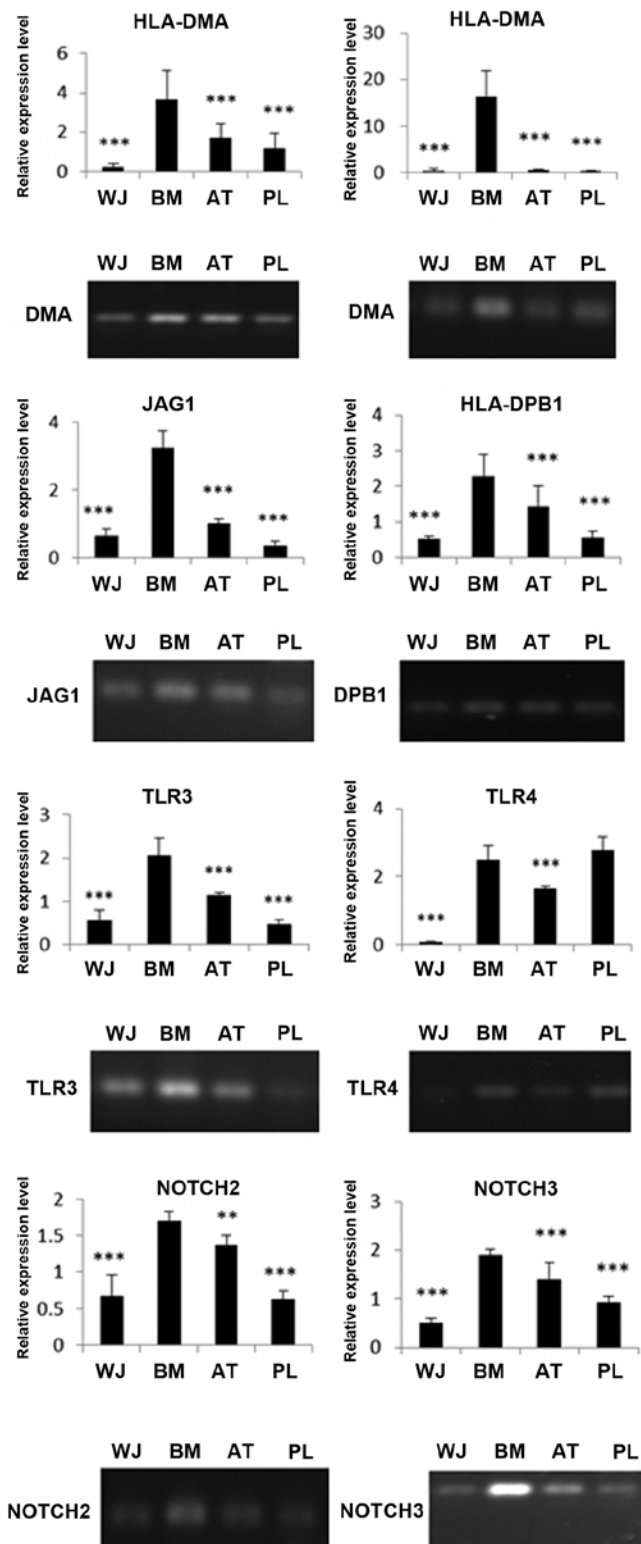 HLA-DMA
Relative expression level
6
4
2
0
***
***
***
WJ BM AT PL
HLA-DMA
Relative expression level
30
20
10
0
***
***
***
WJ BM AT PL
WJ BM AT PL
DMA
WJ BM AT PL
DMA
JAG1
Relative expression level
4
2
0
***
***
***
WJ BM AT PL
HLA-DPB1
Relative expression level
4
3
2
1
0
***
***
***
WJ BM AT PL
WJ BM AT PL
JAG1
WJ BM AT PL
DPB1
TLR3
Relative expression level
3
2
1
0
***
***
***
WJ BM AT PL
TLR4
Relative expression level
4
2
0
***
***
WJ BM AT PL
WJ BM AT PL
TLR3
WJ BM AT PL
TLR4
NOTCH2
Relative expression level
2
1.5
1
0.5
0
***
**
***
WJ BM AT PL
NOTCH3
Relative expression level
3
2
1
0
***
***
***
WJ BM AT PL
WJ BM AT PL
NOTCH2
WJ BM AT PL
NOTCH3